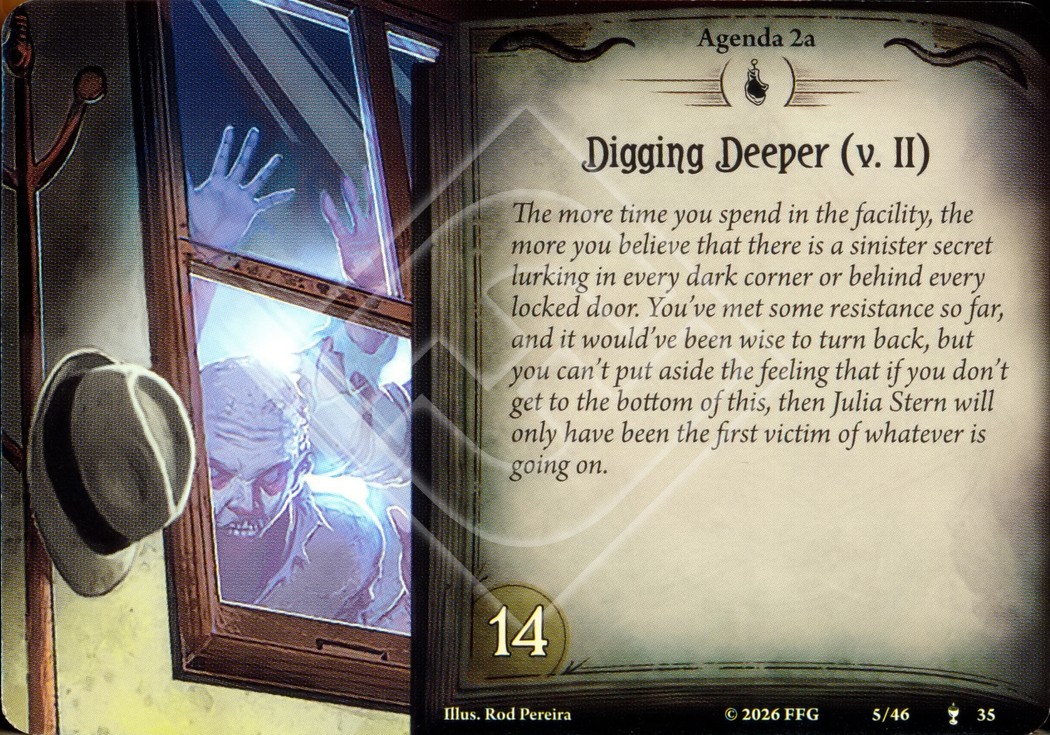 Agenda 2a
Digging Deeper (v. II)
The more time you spend in the facility, the
more you believe that there is a sinister secret
lurking in every dark corner or behind every
locked door. You’ve met some resistance so far,
and it would’ve been wise to turn back, but
you can’t put aside the feeling that if you don’t
get to the bottom of this, then Julia Stern will
only have been the first victim of whatever is
going on.
14
Illus. Rod Pereira
© 2026 FFG
5/46
35